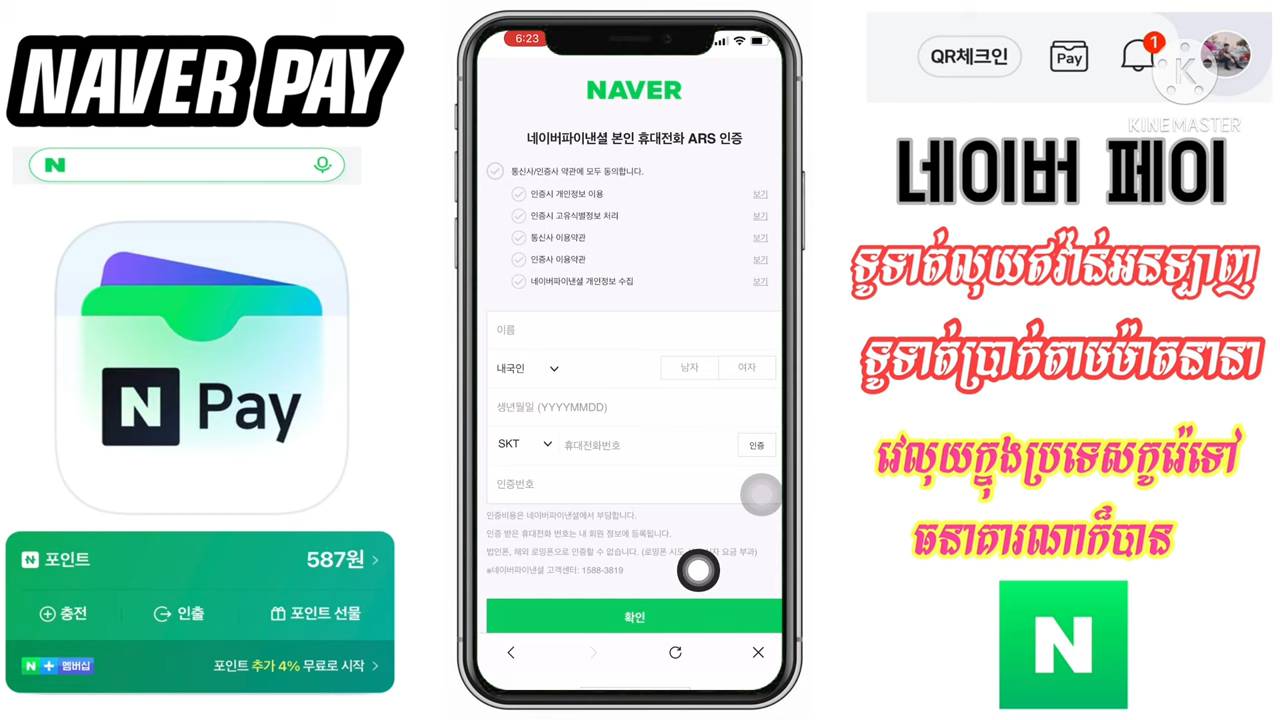 NAVER PAY
N
N Pay
N 포인트 587원 >
충전 인출 포인트 선물
N + 멤버십 포인트 추가 4% 무료로 시작 >
6:23
NAVER
네이버파이낸셜 본인 휴대전화 ARS 인증
통신사/인증사 약관에 모두 동의합니다.
인증시 개인정보 이용 보기
인증시 고유식별정보 처리 보기
통신사 이용약관 보기
인증사 이용약관 보기
네이버파이낸셜 개인정보 수집 보기
이름
내국인 남자 여자
생년월일 (YYYYMMDD)
SKT 휴대전화번호 인증
인증번호
인증비용은 네이버파이낸셜에서 부담합니다.
인증 받은 휴대전화 번호는 내 회원 정보에 등록됩니다.
법인폰, 해외 로밍폰으로 인증할 수 없습니다. (로밍폰 시도 자 요금 부과)
※네이버파이낸셜 고객센터: 1588-3819
확인
QR체크인 Pay 1
K
KINEMASTER
네이버 페이
ទូទាត់លុយឥវ៉ាន់អនឡាញ
ទូទាត់ប្រាក់តាមម៉ាតនានា
វេលុយក្នុងប្រទេសកូរ៉េទៅ
ធនាគារណាក៏បាន
N